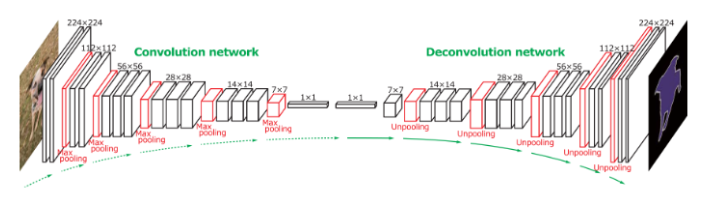 224×224
112×112
56×56
Convolution network
28×28
14×14
7×7
1×1
1×1
7×7
14×14
Deconvolution network
28×28
56×56
112×112
224×224
Max
pooling
Max
pooling
Max
pooling
Max
pooling
Max
pooling
Unpooling
Unpooling
Unpooling
Unpooling
Unpooling